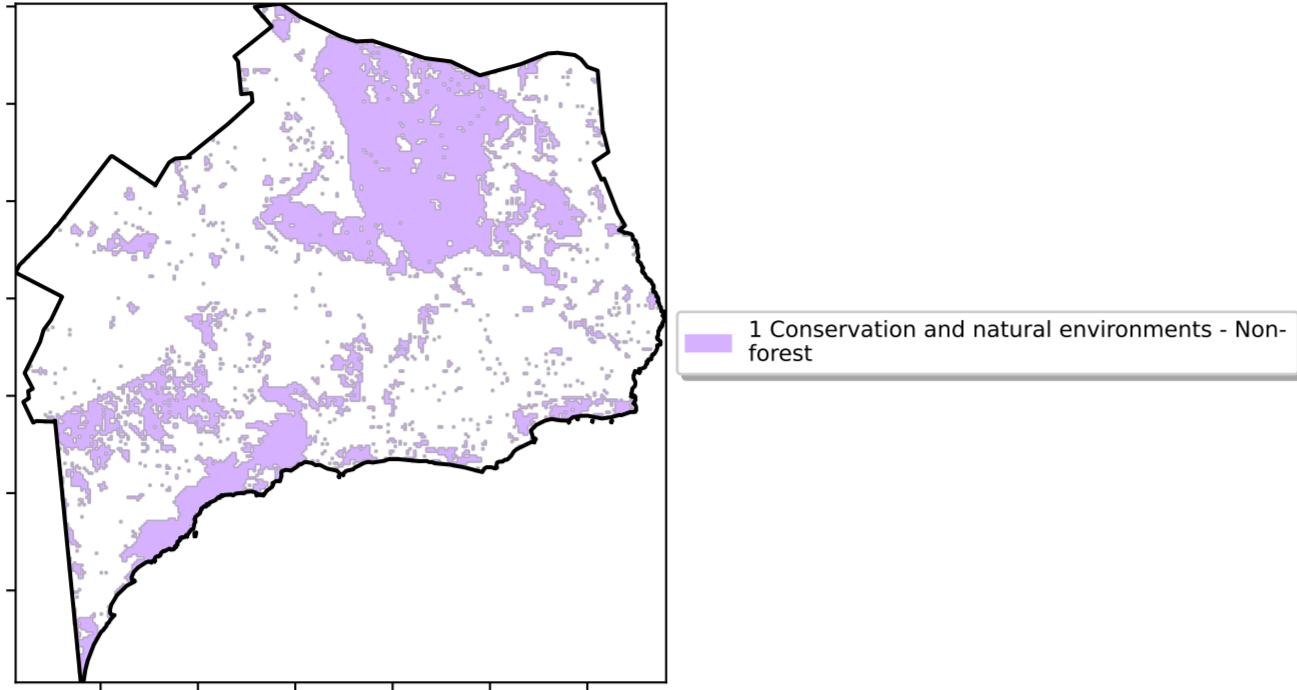 1 Conservation and natural environments - Non-
forest